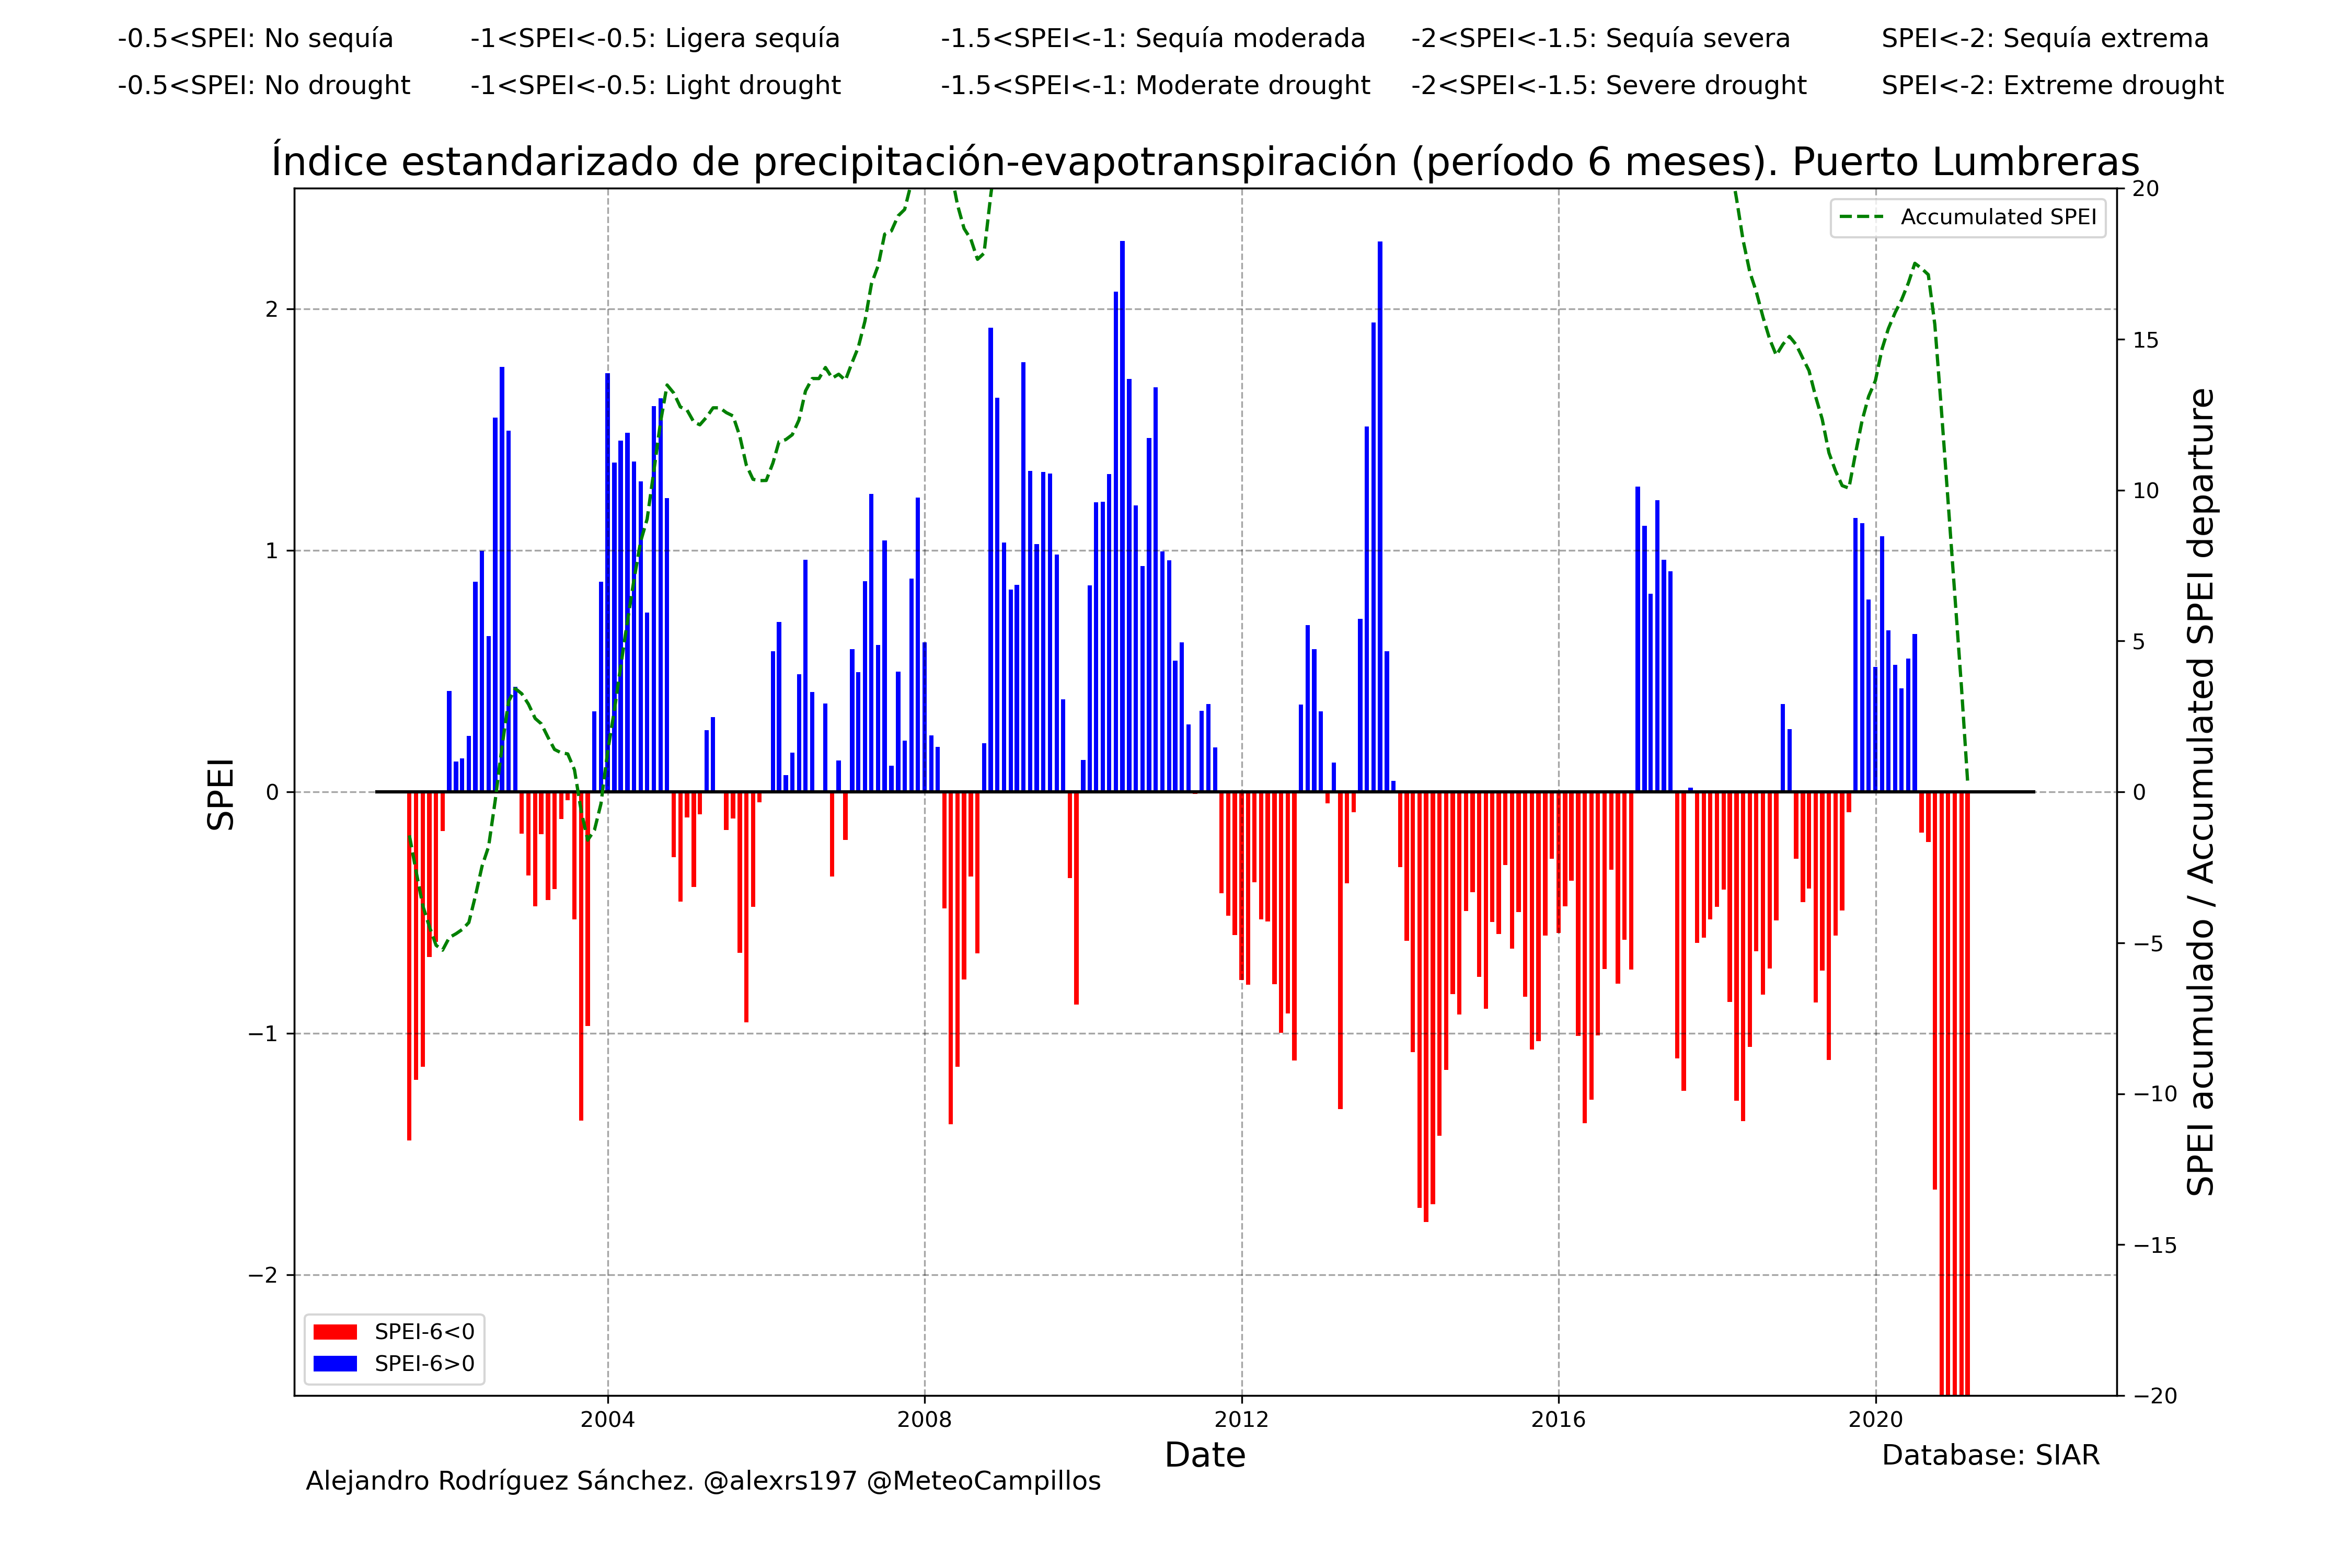 -0.5<SPEI: No sequía -1<SPEI<-0.5: Ligera sequía -1.5<SPEI<-1: Sequía moderada -2<SPEI<-1.5: Sequía severa SPEI<-2: Sequía extrema
-0.5<SPEI: No drought -1<SPEI<-0.5: Light drought -1.5<SPEI<-1: Moderate drought -2<SPEI<-1.5: Severe drought SPEI<-2: Extreme drought
Índice estandarizado de precipitación-evapotranspiración (período 6 meses). Puerto Lumbreras
Accumulated SPEI
SPEI
2
1
0
−1
−2
20
15
10
5
0
−5
−10
−15
−20
SPEI acumulado / Accumulated SPEI departure
SPEI-6<0
SPEI-6>0
2004 2008 2012 2016 2020
Date
Database: SIAR
Alejandro Rodríguez Sánchez. @alexrs197 @MeteoCampillos